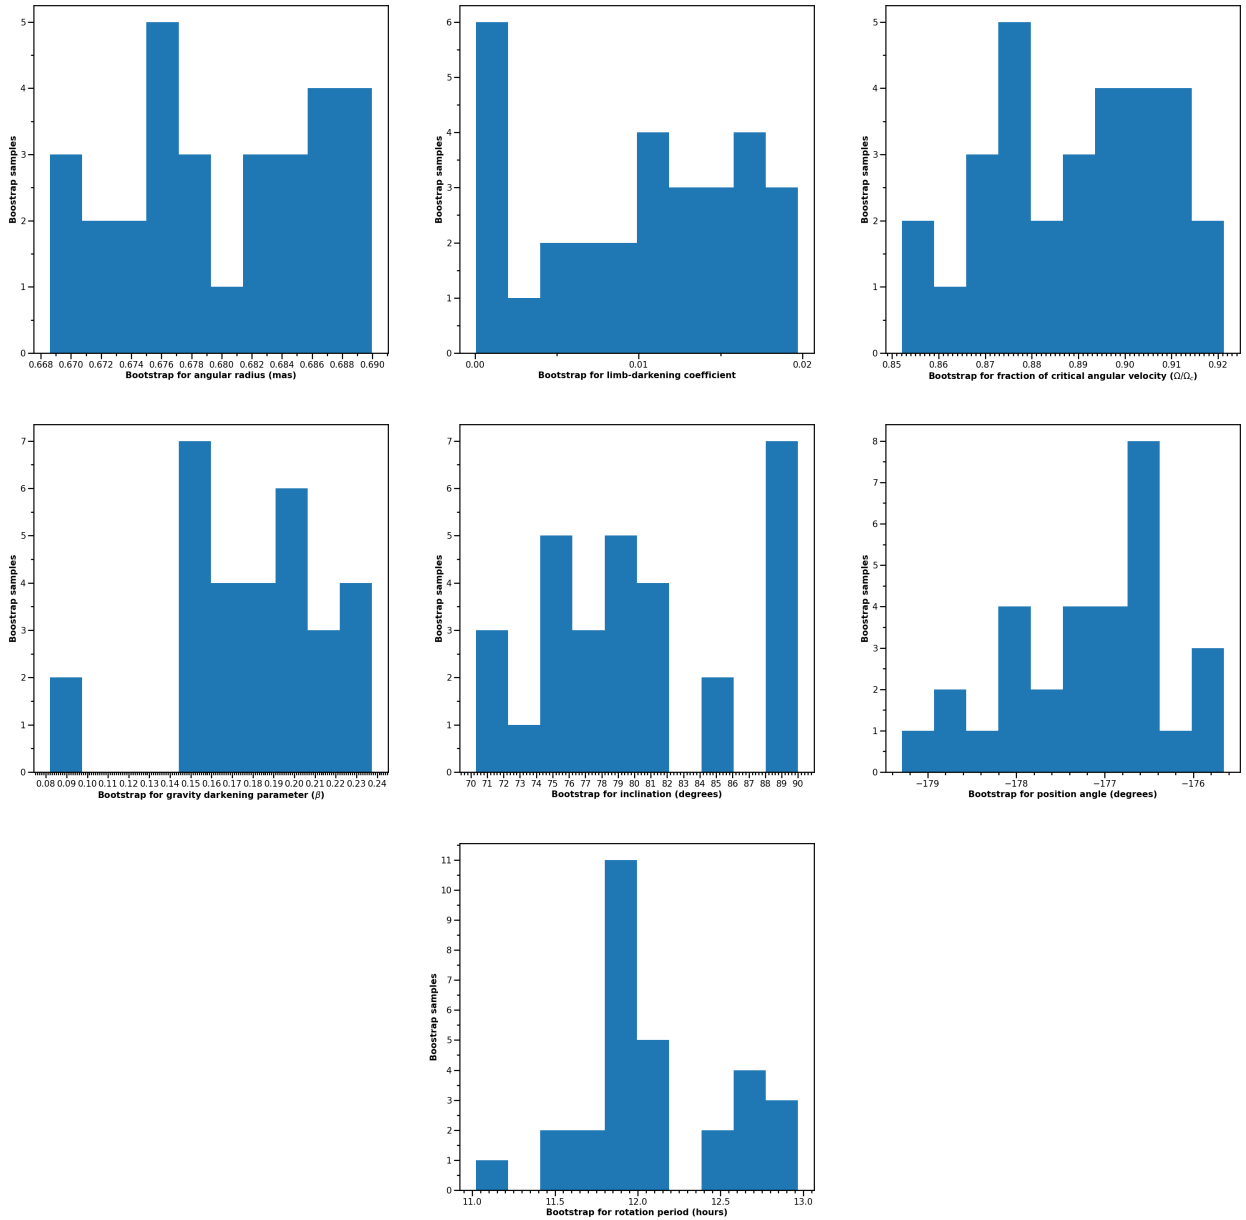 5
4
3
2
1
0
Boostrap samples
0.668 0.670 0.672 0.674 0.676 0.678 0.680 0.682 0.684 0.686 0.688 0.690
Bootstrap for angular radius (mas)
6
5
4
3
2
1
0
Boostrap samples
0.00 0.01 0.02
Bootstrap for limb-darkening coefficient
5
4
3
2
1
0
Boostrap samples
0.85 0.86 0.87 0.88 0.89 0.90 0.91 0.92
Bootstrap for fraction of critical angular velocity (Ω/Ω_c)
7
6
5
4
3
2
1
0
Boostrap samples
0.08 0.09 0.10 0.11 0.12 0.13 0.14 0.15 0.16 0.17 0.18 0.19 0.20 0.21 0.22 0.23 0.24
Bootstrap for gravity darkening parameter (β)
7
6
5
4
3
2
1
0
Boostrap samples
70 71 72 73 74 75 76 77 78 79 80 81 82 83 84 85 86 87 88 89 90
Bootstrap for inclination (degrees)
8
7
6
5
4
3
2
1
0
Boostrap samples
−179 −178 −177 −176
Bootstrap for position angle (degrees)
11
10
9
8
7
6
5
4
3
2
1
0
Boostrap samples
11.0 11.5 12.0 12.5 13.0
Bootstrap for rotation period (hours)